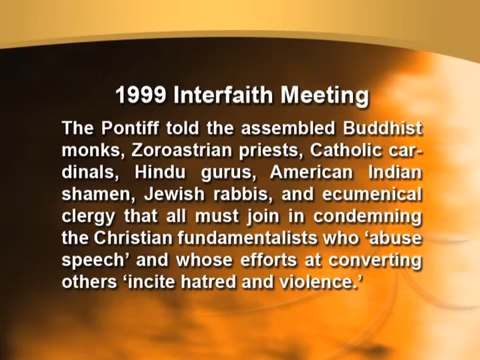 1999 Interfaith Meeting
The Pontiff told the assembled Buddhist
monks, Zoroastrian priests, Catholic car-
dinals, Hindu gurus, American Indian
shamen, Jewish rabbis, and ecumenical
clergy that all must join in condemning
the Christian fundamentalists who ‘abuse
speech’ and whose efforts at converting
others ‘incite hatred and violence.’